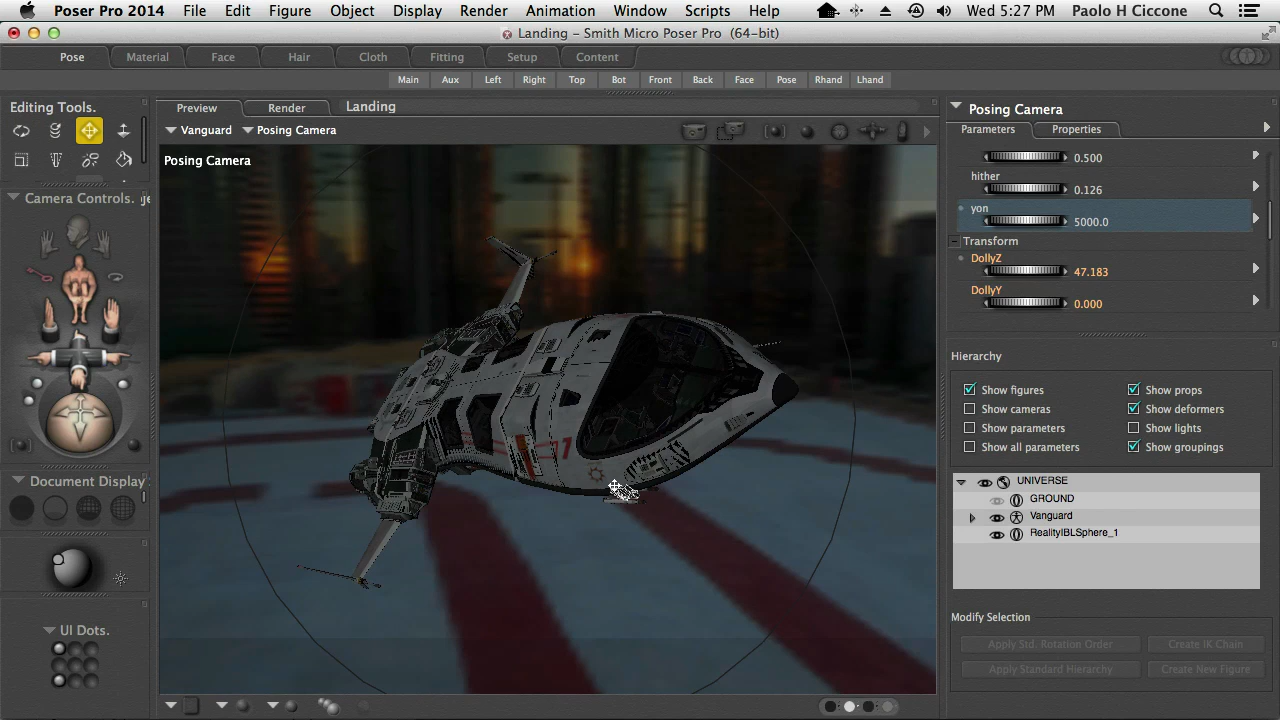 Poser Pro 2014 File Edit Figure Object Display Render Animation Window Scripts Help Wed 5:27 PM Paolo H Ciccone
Landing – Smith Micro Poser Pro (64-bit)
Pose Material Face Hair Cloth Fitting Setup Content
Main Aux Left Right Top Bot Front Back Face Pose Rhand Lhand
Editing Tools.
Camera Controls.
Document Display
UI Dots.
Preview Render Landing
Vanguard Posing Camera
Posing Camera
71
Posing Camera
Parameters Properties
0.500
hither
0.126
yon
5000.0
Transform
DollyZ
47.183
DollyY
0.000
Hierarchy
Show figures Show props
Show cameras Show deformers
Show parameters Show lights
Show all parameters Show groupings
UNIVERSE
GROUND
Vanguard
RealityIBLSphere_1
Modify Selection
Apply Std. Rotation Order Create IK Chain
Apply Standard Hierarchy Create New Figure